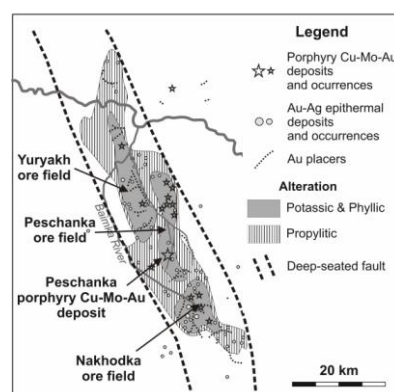 Legend
Porphyry Cu-Mo-Au
deposits
and ocurrences
Au-Ag epithermal
deposits
and occurrences
Au placers
Alteration
Potassic & Phyllic
Propylitic
Deep-seated fault
Yuryakh
ore field
Baimka River
Peschanka
ore field
Peschanka
porphyry Cu-Mo-Au
deposit
Nakhodka
ore field
20 km